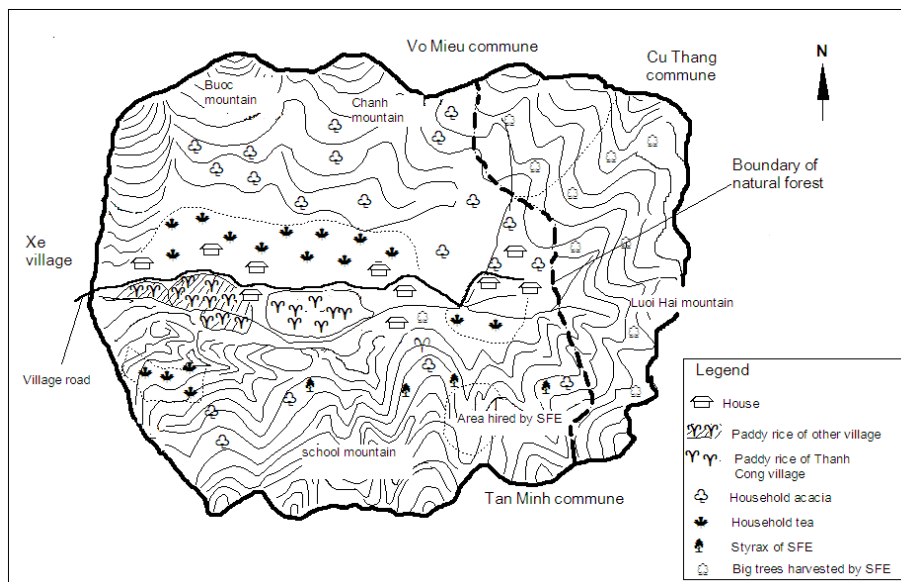 Vo Mieu commune
Cu Thang
commune
N
Buoc
mountain
Chanh
mountain
Boundary of
natural forest
Xe
village
Luoi Hai mountain
Village road
Area hired by SFE
school mountain
Tan Minh commune
Legend
House
Paddy rice of other village
Paddy rice of Thanh
Cong village
Household acacia
Household tea
Styrax of SFE
Big trees harvested by SFE